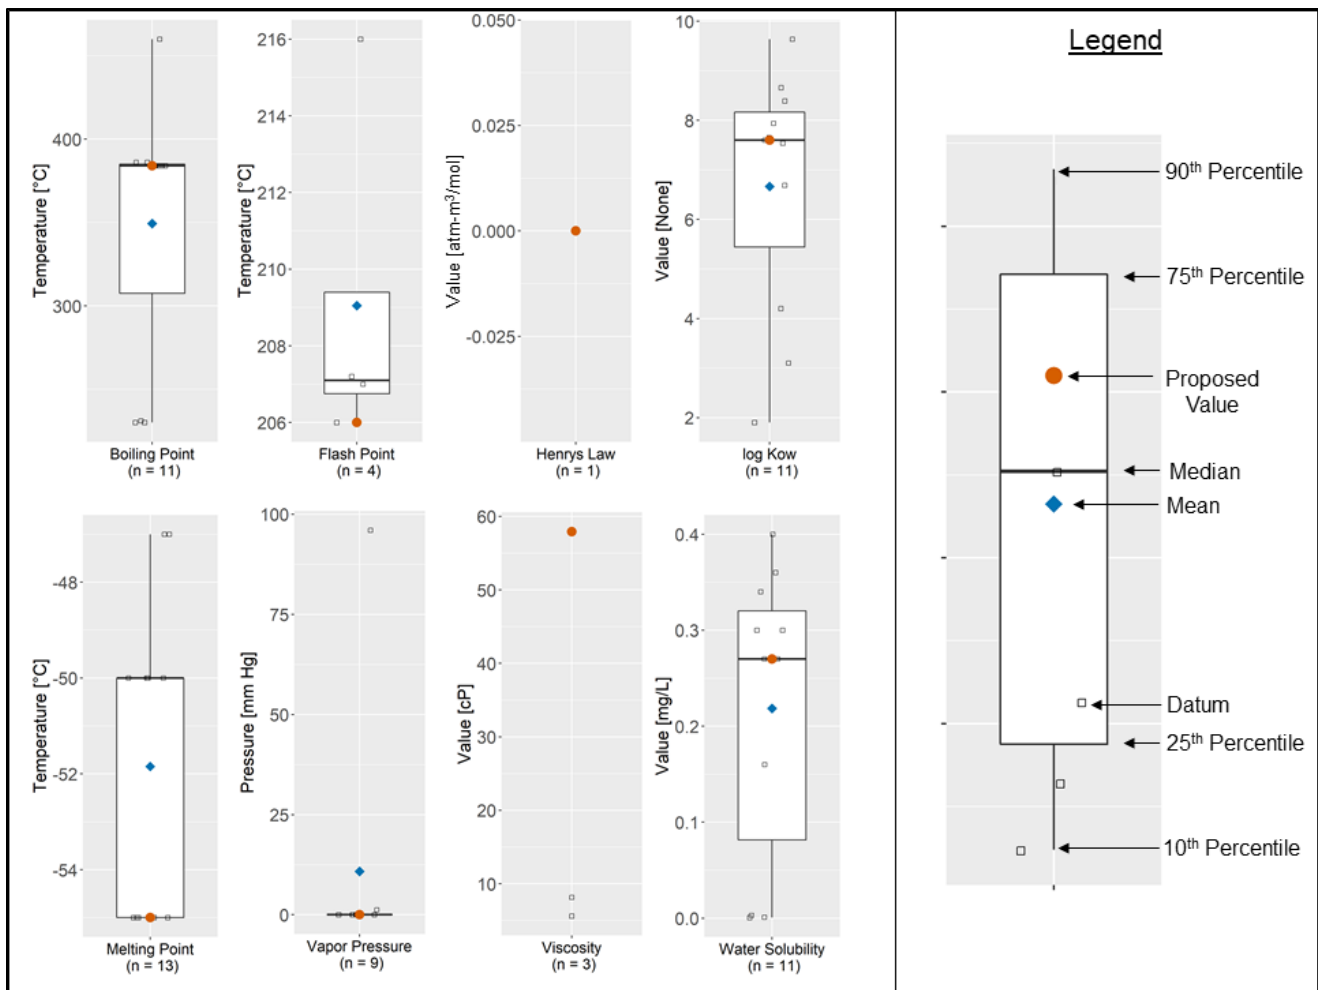 Temperature [°C]
400
300
Boiling Point
(n = 11)
Temperature [°C]
216
214
212
210
208
206
Flash Point
(n = 4)
Value [atm-m³/mol]
0.050
0.025
0.000
-0.025
Henrys Law
(n = 1)
Value [None]
10
8
6
4
2
log Kow
(n = 11)
Temperature [°C]
-48
-50
-52
-54
Melting Point
(n = 13)
Pressure [mm Hg]
100
75
50
25
0
Vapor Pressure
(n = 9)
Value [cP]
60
50
40
30
20
10
Viscosity
(n = 3)
Value [mg/L]
0.4
0.3
0.2
0.1
0.0
Water Solubility
(n = 11)
Legend
90th Percentile
75th Percentile
Proposed
Value
Median
Mean
Datum
25th Percentile
10th Percentile